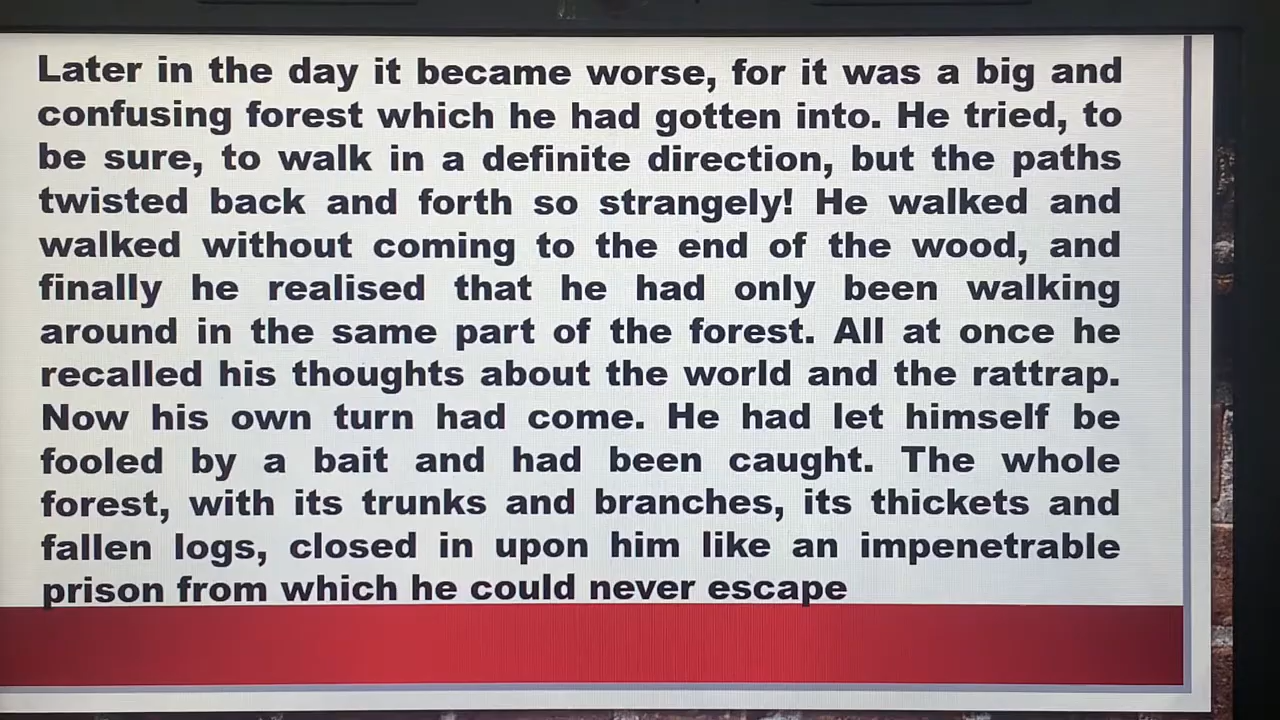 Later in the day it became worse, for it was a big and
confusing forest which he had gotten into. He tried, to
be sure, to walk in a definite direction, but the paths
twisted back and forth so strangely! He walked and
walked without coming to the end of the wood, and
finally he realised that he had only been walking
around in the same part of the forest. All at once he
recalled his thoughts about the world and the rattrap.
Now his own turn had come. He had let himself be
fooled by a bait and had been caught. The whole
forest, with its trunks and branches, its thickets and
fallen logs, closed in upon him like an impenetrable
prison from which he could never escape